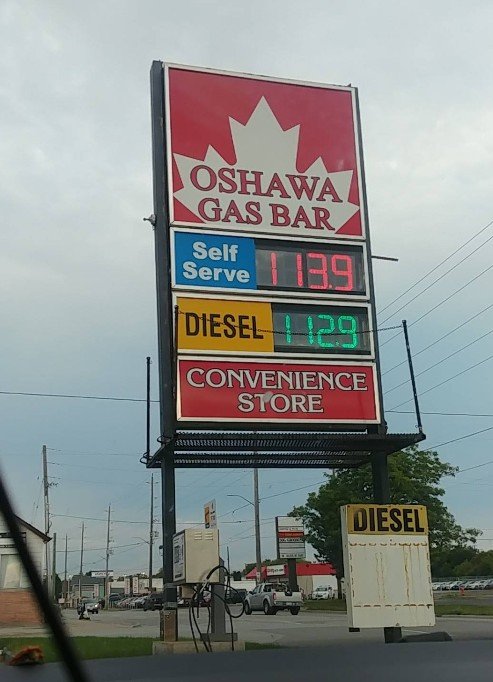 OSHAWA
GAS BAR
Self
Serve
113.9
DIESEL
112.9
CONVENIENCE
STORE
DIESEL